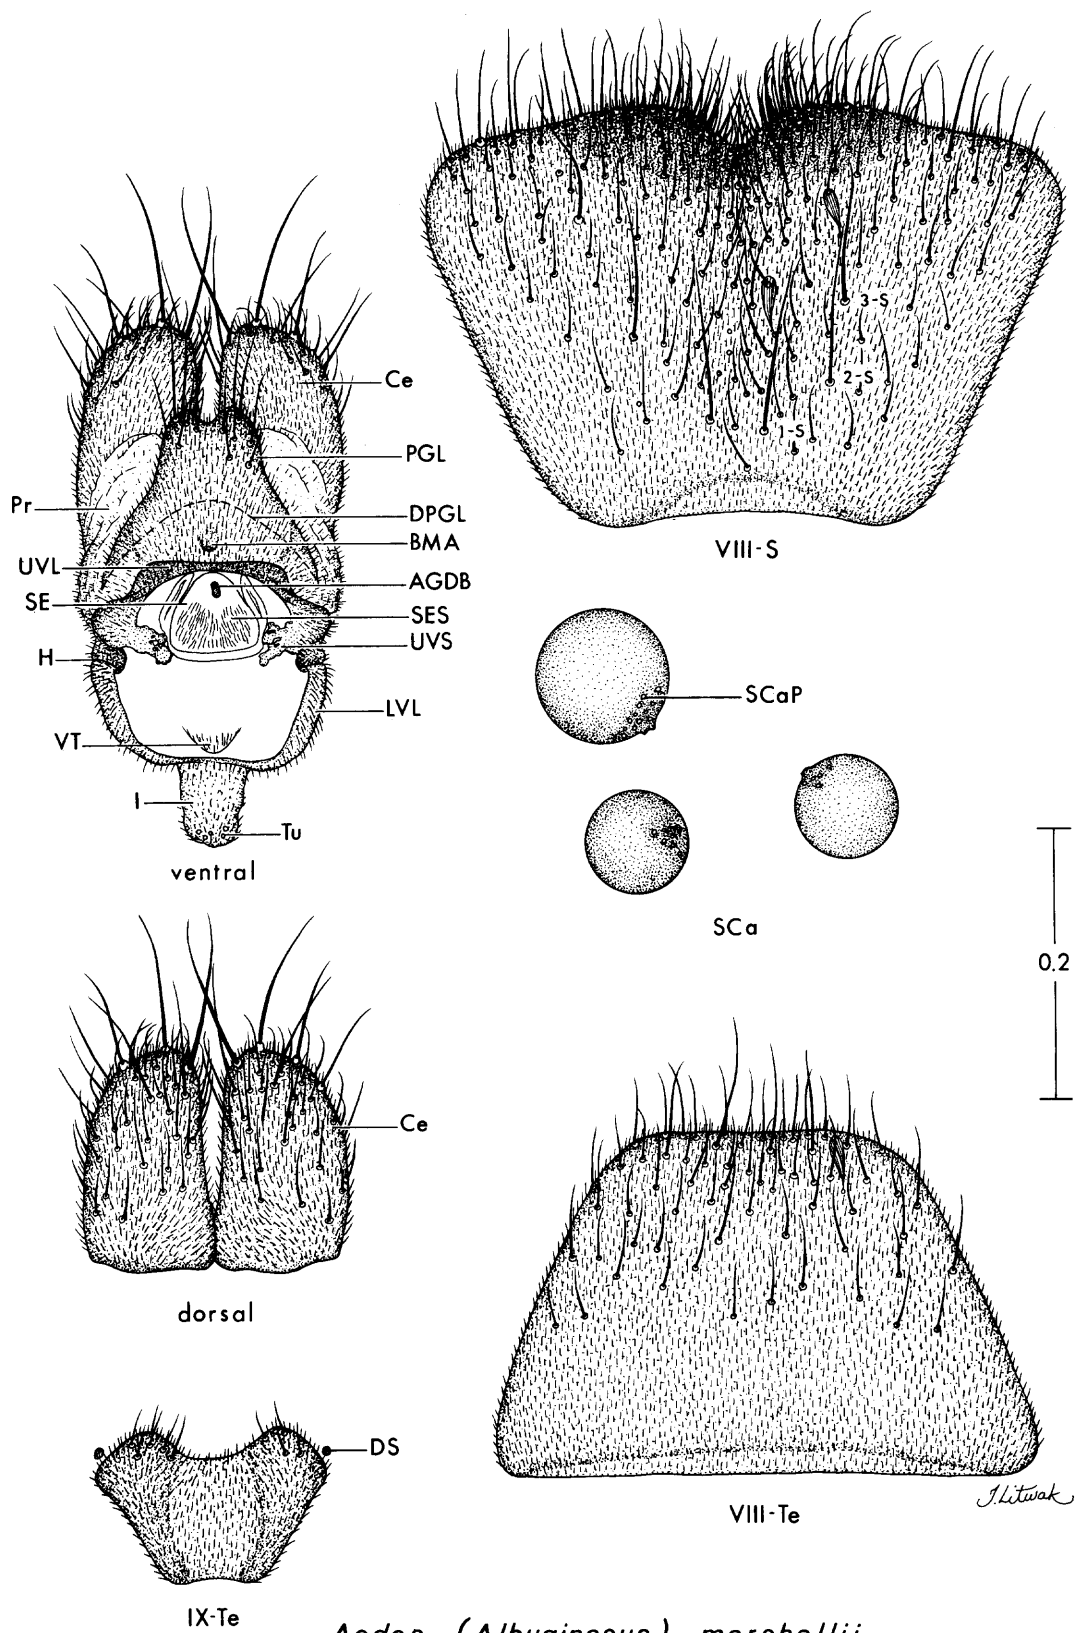 Ce
PGL
Pr
DPGL
BMA
UVL
AGDB
SE
SES
UVS
H
LVL
VT
I
Tu
ventral
3-S
2-S
1-S
VIII-S
SCaP
SCa
0.2
Ce
dorsal
DS
IX-Te
VIII-Te
J. Litwak
Aedes (Albuginosus) marshallii